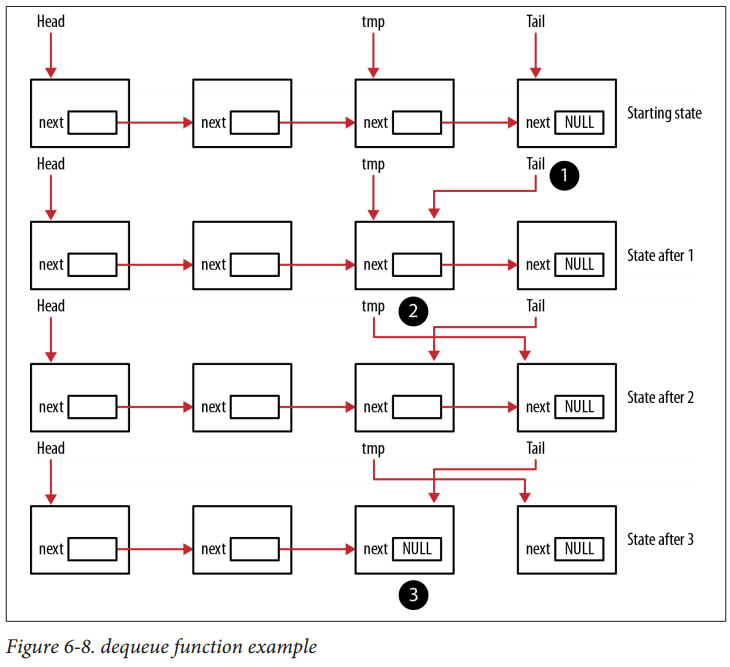 Head tmp Tail
next next next next NULL Starting state
Head tmp Tail 1
next next next next NULL State after 1
Head tmp 2 Tail
next next next next NULL State after 2
Head tmp Tail
next next next NULL next NULL State after 3
3
Figure 6-8. dequeue function example